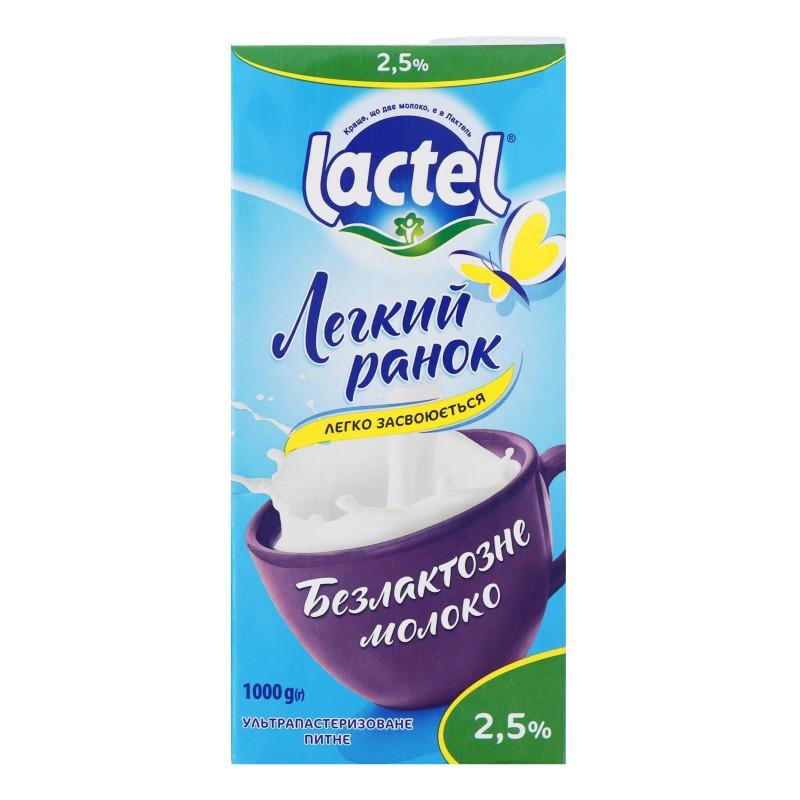 2,5%
Краще, що дає молоко, є в Лактель
lactel®
Легкий
ранок
ЛЕГКО ЗАСВОЮЄТЬСЯ
Безлактозне
молоко
1000 g(г)
УЛЬТРАПАСТЕРИЗОВАНЕ
ПИТНЕ
2,5%